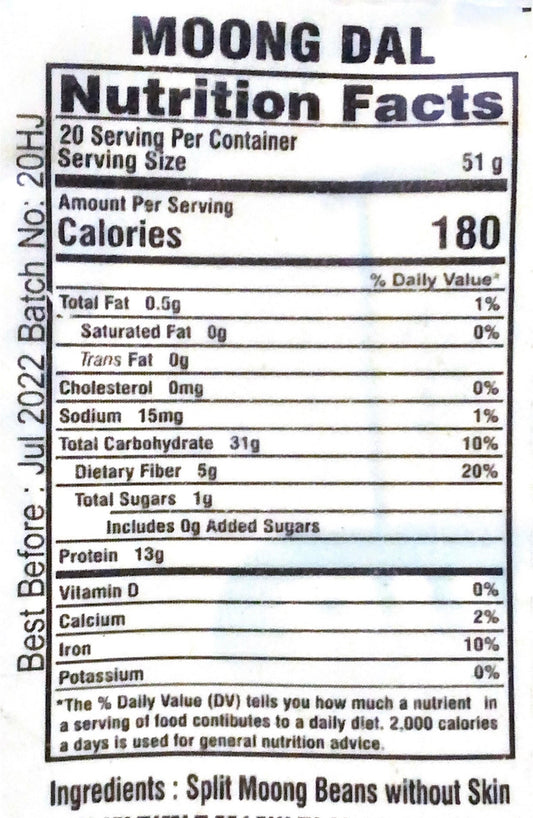 MOONG DAL
Nutrition Facts
20 Serving Per Container
Serving Size 51 g
Amount Per Serving
Calories 180
% Daily Value*
Total Fat 0.5g 1%
Saturated Fat 0g 0%
Trans Fat 0g
Cholesterol 0mg 0%
Sodium 15mg 1%
Total Carbohydrate 31g 10%
Dietary Fiber 5g 20%
Total Sugars 1g
Includes 0g Added Sugars
Protein 13g
Vitamin D 0%
Calcium 2%
Iron 10%
Potassium 0%
*The % Daily Value (DV) tells you how much a nutrient in
a serving of food contibutes to a daily diet. 2,000 calories
a days is used for general nutrition advice.
Ingredients : Split Moong Beans without Skin
Best Before : Jul 2022 Batch No: 20HJ